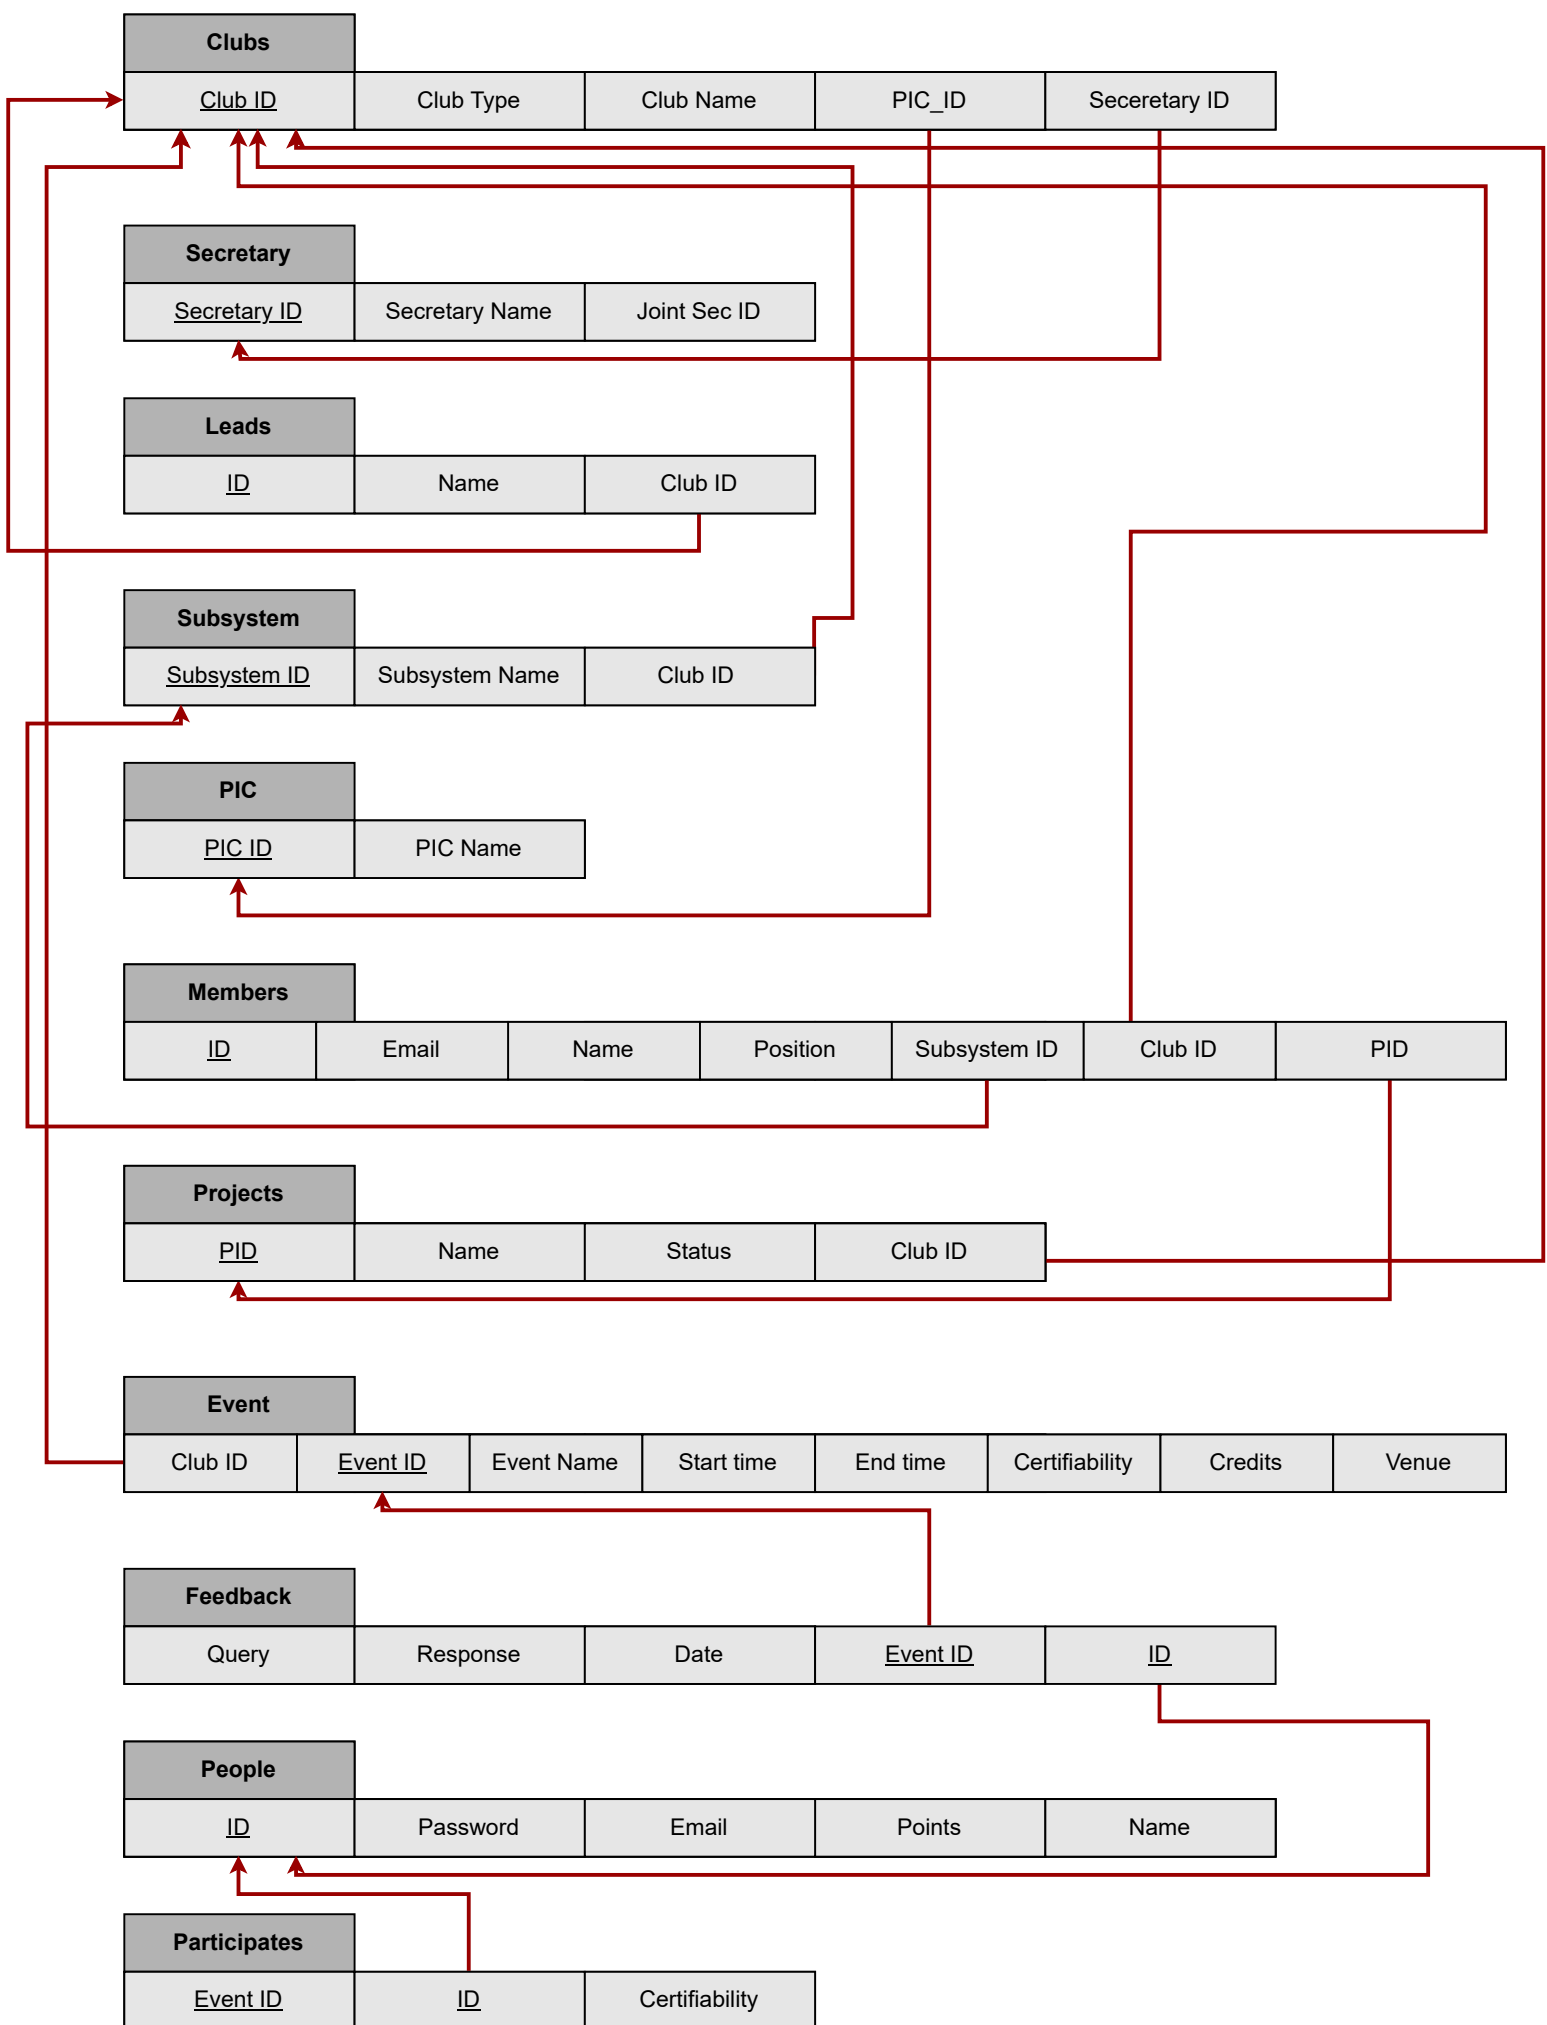 Clubs
Club ID Club Type Club Name PIC_ID Seceretary ID
Secretary
Secretary ID Secretary Name Joint Sec ID
Leads
ID Name Club ID
Subsystem
Subsystem ID Subsystem Name Club ID
PIC
PIC ID PIC Name
Members
ID Email Name Position Subsystem ID Club ID PID
Projects
PID Name Status Club ID
Event
Club ID Event ID Event Name Start time End time Certifiability Credits Venue
Feedback
Query Response Date Event ID ID
People
ID Password Email Points Name
Participates
Event ID ID Certifiability